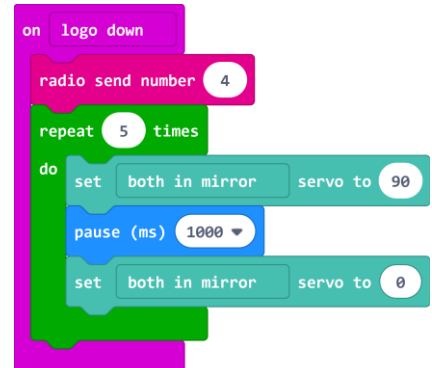 on logo down
radio send number 4
repeat 5 times
do
set both in mirror servo to 90
pause (ms) 1000
set both in mirror servo to 0